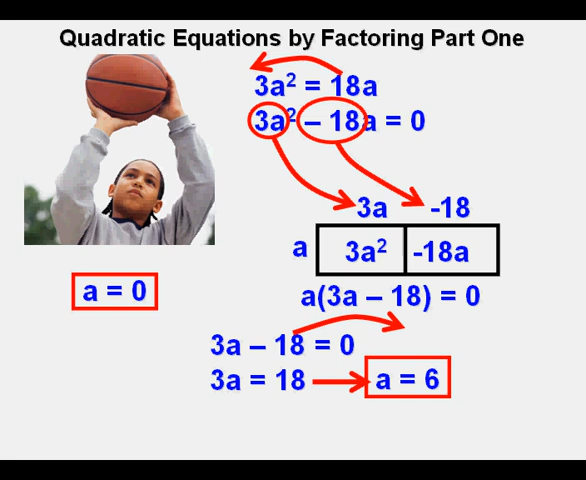 Quadratic Equations by Factoring Part One
3a² = 18a
3a² – 18a = 0
3a -18
a 3a² -18a
a = 0
a(3a – 18) = 0
3a – 18 = 0
3a = 18
a = 6